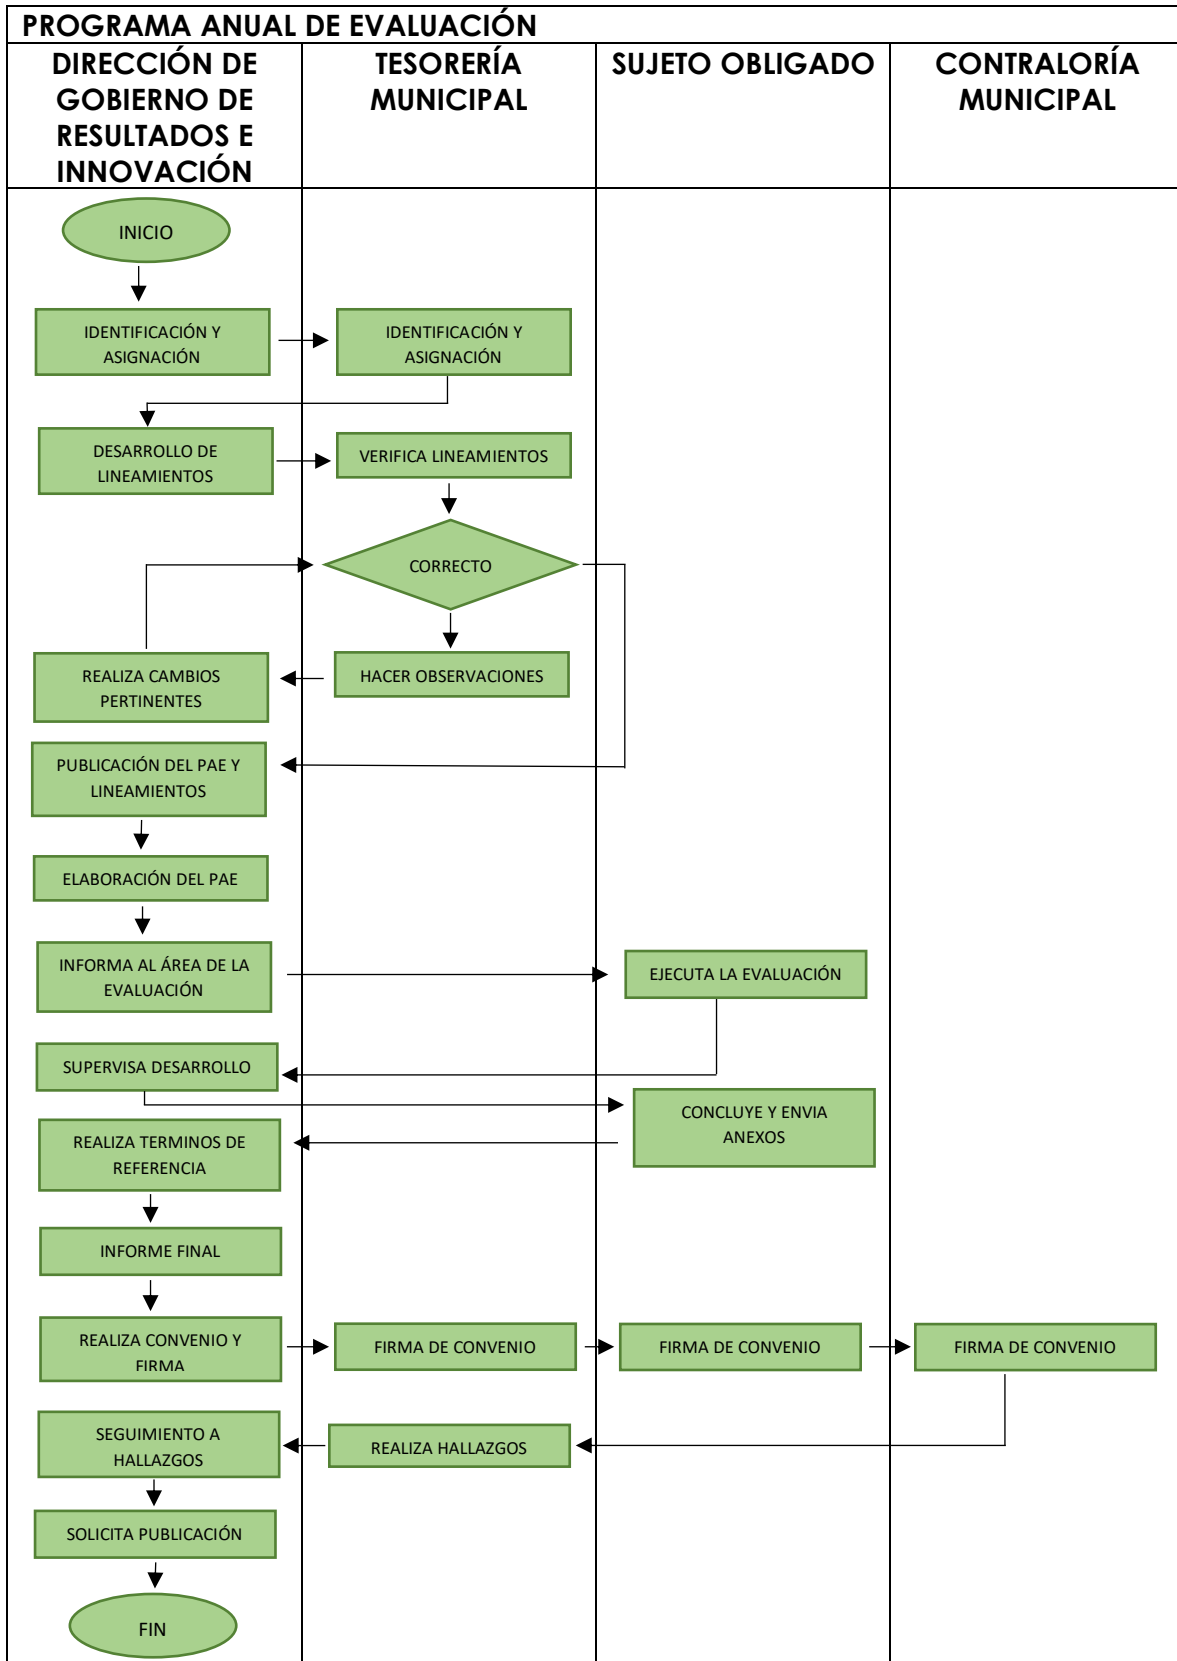 PROGRAMA ANUAL DE EVALUACIÓN
DIRECCIÓN DE
GOBIERNO DE
RESULTADOS E
INNOVACIÓN
TESORERÍA
MUNICIPAL
SUJETO OBLIGADO
CONTRALORÍA
MUNICIPAL
INICIO
IDENTIFICACIÓN Y
ASIGNACIÓN
IDENTIFICACIÓN Y
ASIGNACIÓN
DESARROLLO DE
LINEAMIENTOS
VERIFICA LINEAMIENTOS
CORRECTO
REALIZA CAMBIOS
PERTINENTES
HACER OBSERVACIONES
PUBLICACIÓN DEL PAE Y
LINEAMIENTOS
ELABORACIÓN DEL PAE
INFORMA AL ÁREA DE LA
EVALUACIÓN
EJECUTA LA EVALUACIÓN
SUPERVISA DESARROLLO
CONCLUYE Y ENVIA
ANEXOS
REALIZA TERMINOS DE
REFERENCIA
INFORME FINAL
REALIZA CONVENIO Y
FIRMA
FIRMA DE CONVENIO
FIRMA DE CONVENIO
FIRMA DE CONVENIO
SEGUIMIENTO A
HALLAZGOS
REALIZA HALLAZGOS
SOLICITA PUBLICACIÓN
FIN